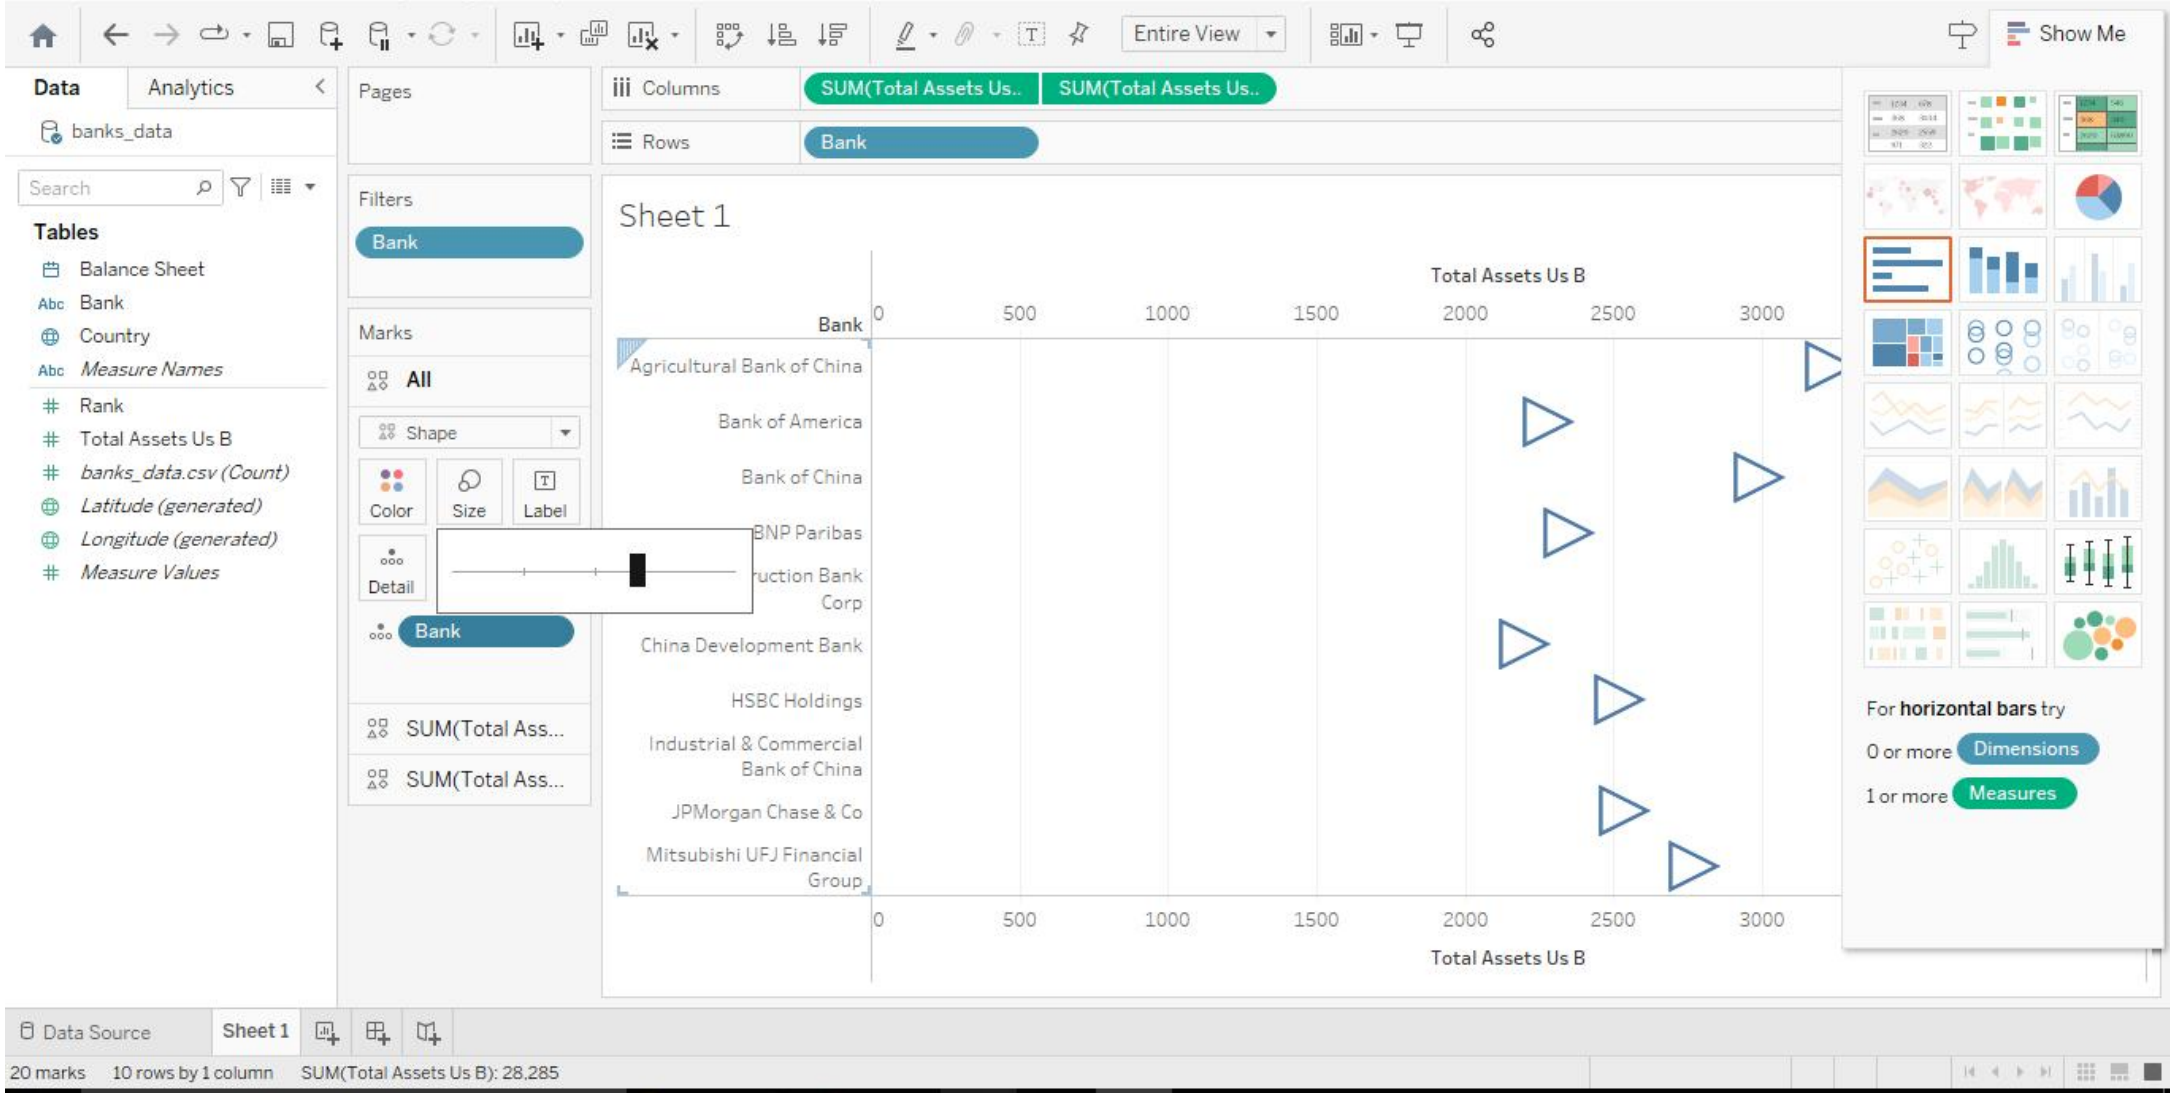 Entire View
Show Me
Data
Analytics
banks_data
Search
Tables
Balance Sheet
Abc Bank
Country
Abc Measure Names
Rank
Total Assets Us B
banks_data.csv (Count)
Latitude (generated)
Longitude (generated)
Measure Values
Pages
Filters
Bank
Marks
All
Shape
Color Size Label
Detail
Bank
SUM(Total Ass...
SUM(Total Ass...
Columns SUM(Total Assets Us.. SUM(Total Assets Us..
Rows Bank
Sheet 1
Total Assets Us B
Bank 0 500 1000 1500 2000 2500 3000
Agricultural Bank of China
Bank of America
Bank of China
BNP Paribas
ruction Bank
Corp
China Development Bank
HSBC Holdings
Industrial & Commercial
Bank of China
JPMorgan Chase & Co
Mitsubishi UFJ Financial
Group
0 500 1000 1500 2000 2500 3000
Total Assets Us B
For horizontal bars try
0 or more Dimensions
1 or more Measures
Data Source
Sheet 1
20 marks 10 rows by 1 column SUM(Total Assets Us B): 28,285